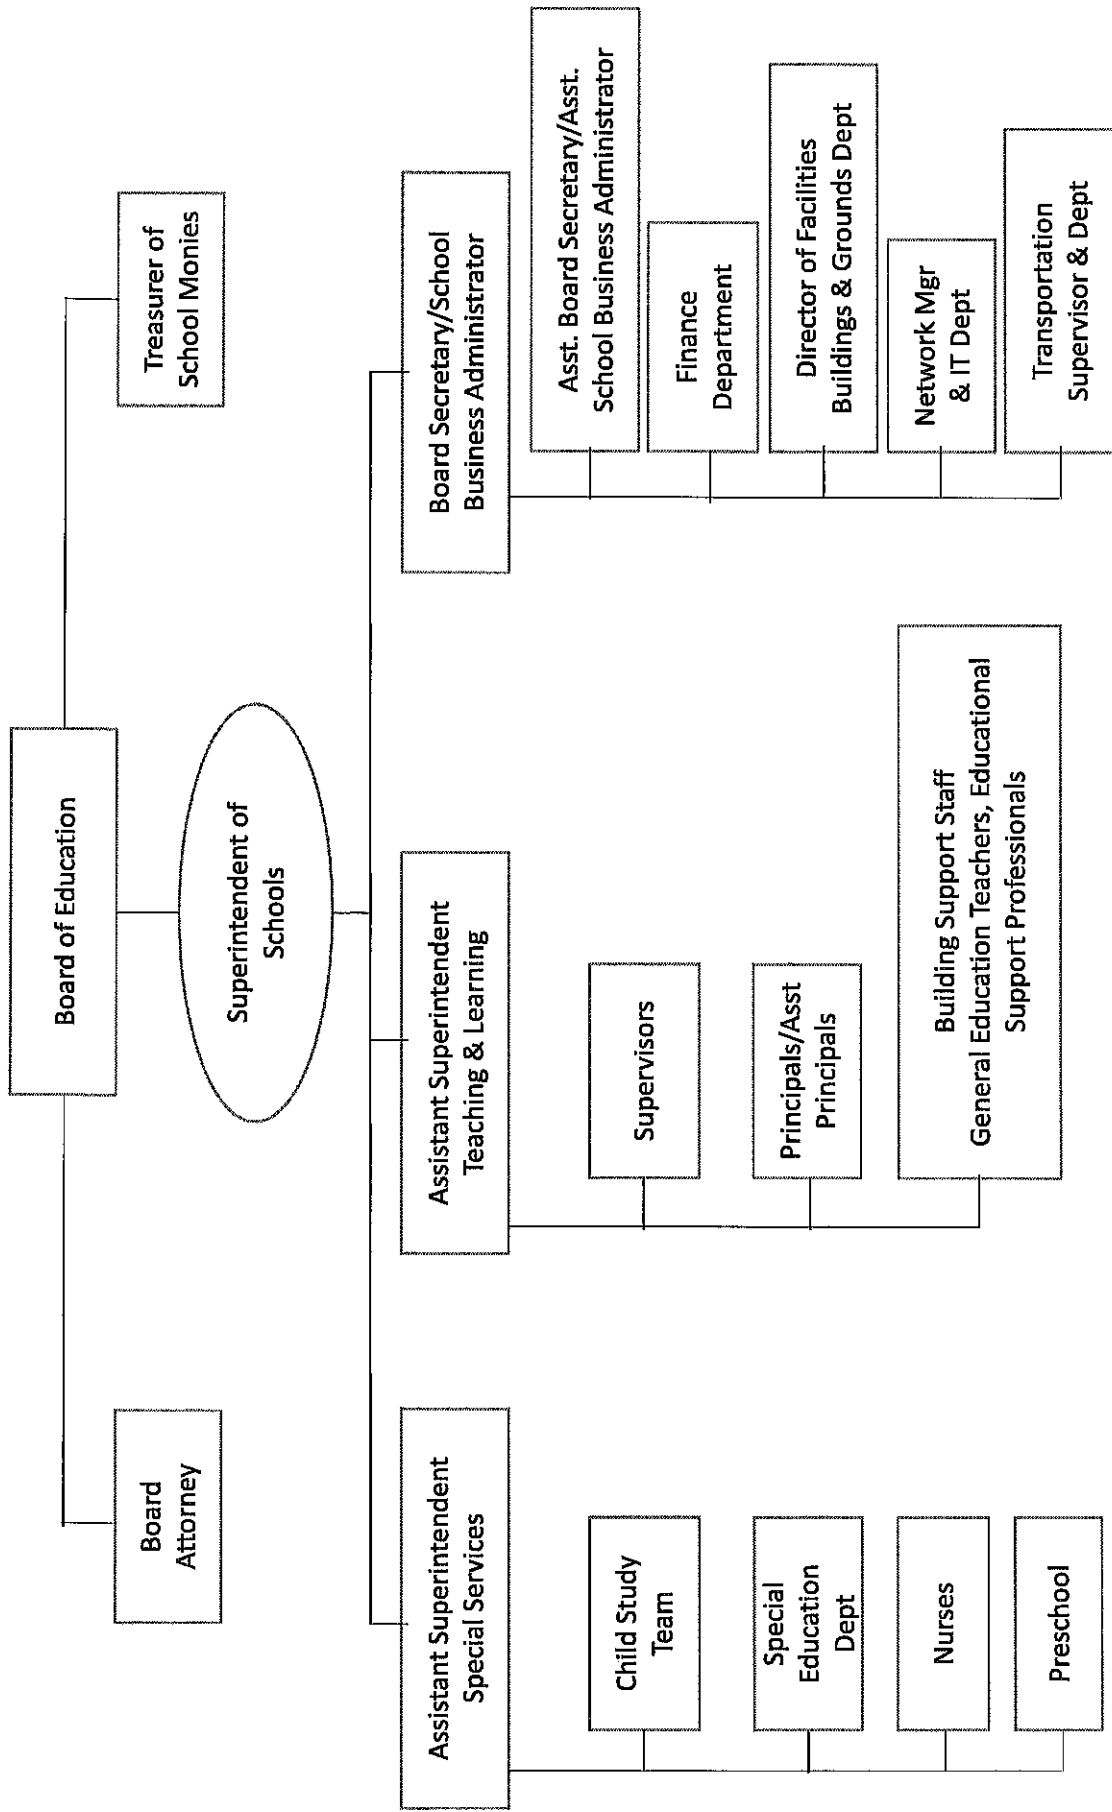 Board of Education
Board
Attorney
Treasurer of
School Monies
Superintendent of
Schools
Assistant Superintendent
Special Services
Assistant Superintendent
Teaching & Learning
Board Secretary/School
Business Administrator
Child Study
Team
Special
Education
Dept
Nurses
Preschool
Supervisors
Principals/Asst
Principals
Building Support Staff
General Education Teachers, Educational
Support Professionals
Asst. Board Secretary/Asst.
School Business Administrator
Finance
Department
Director of Facilities
Buildings & Grounds Dept
Network Mgr
& IT Dept
Transportation
Supervisor & Dept